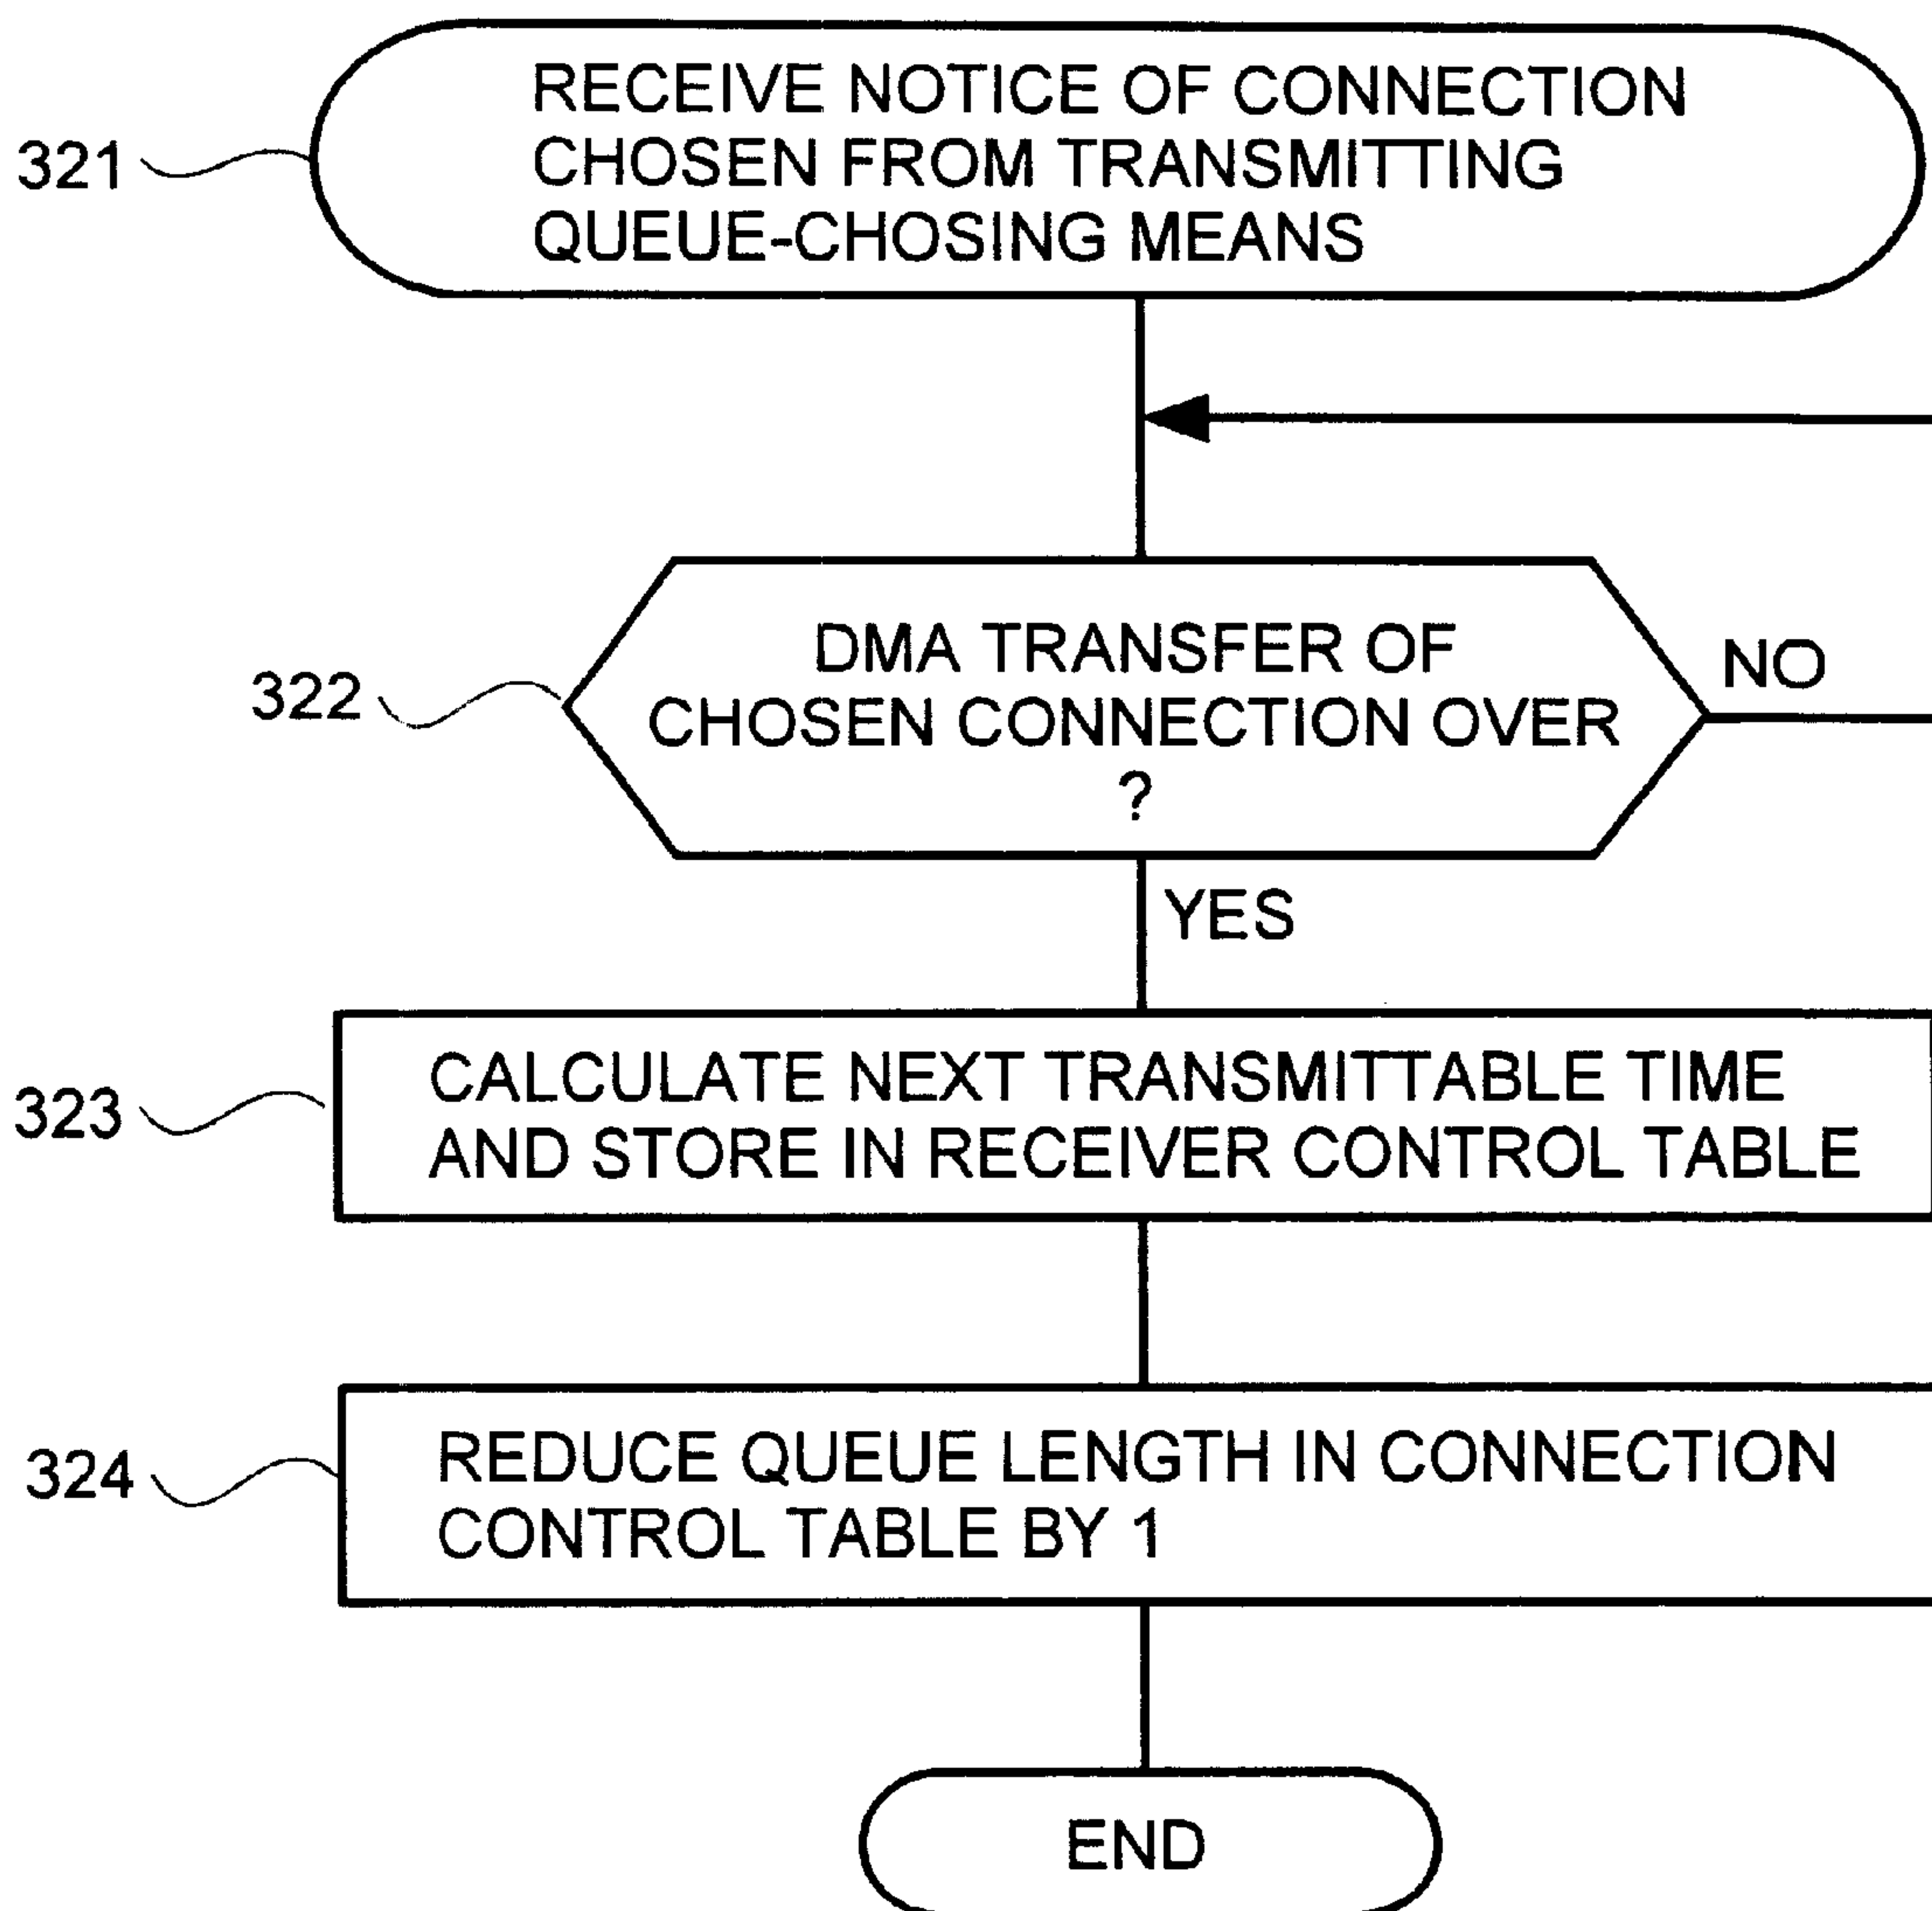 RECEIVE NOTICE OF CONNECTION
CHOSEN FROM TRANSMITTING
QUEUE-CHOSING MEANS
321
DMA TRANSFER OF
CHOSEN CONNECTION OVER
?
322
NO
YES
CALCULATE NEXT TRANSMITTABLE TIME
AND STORE IN RECEIVER CONTROL TABLE
323
REDUCE QUEUE LENGTH IN CONNECTION
CONTROL TABLE BY 1
324
END